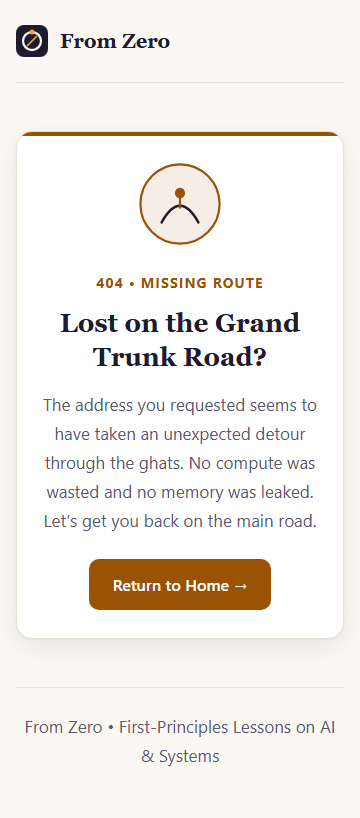 From Zero
404 • MISSING ROUTE
Lost on the Grand
Trunk Road?
The address you requested seems to
have taken an unexpected detour
through the ghats. No compute was
wasted and no memory was leaked.
Let’s get you back on the main road.
Return to Home →
From Zero • First-Principles Lessons on AI
& Systems